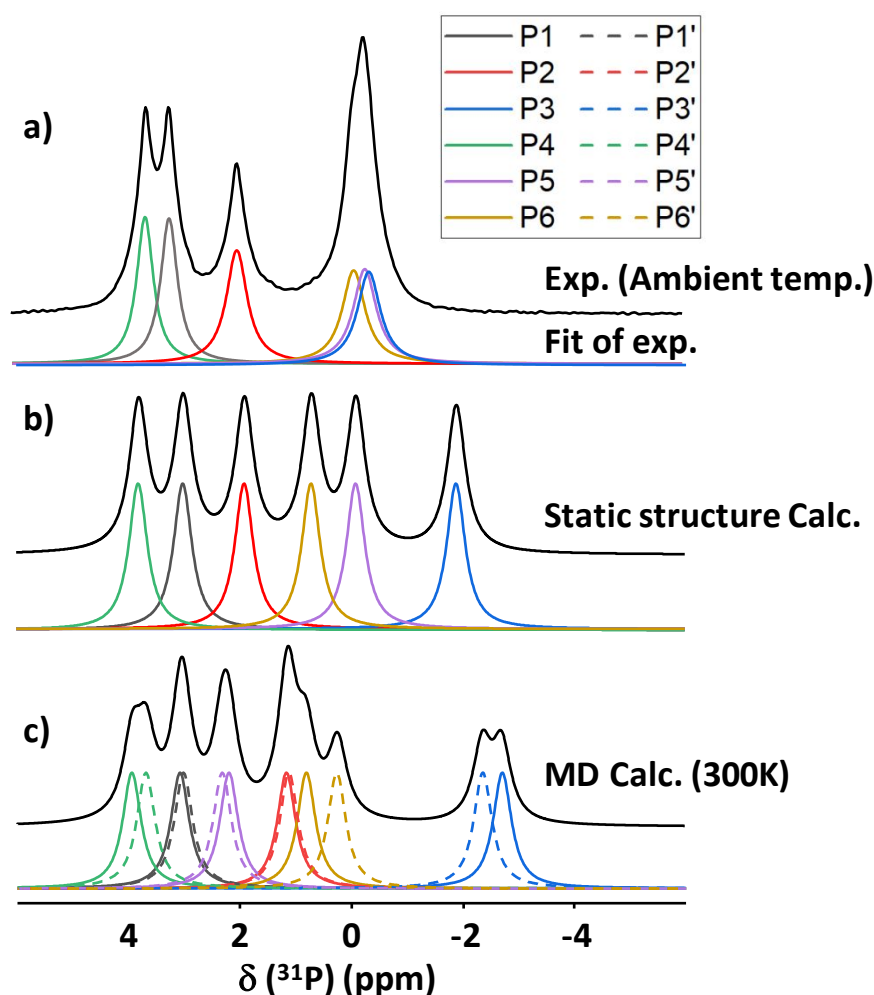 P1 P1'
P2 P2'
P3 P3'
P4 P4'
P5 P5'
P6 P6'
a)
Exp. (Ambient temp.)
Fit of exp.
b)
Static structure Calc.
c)
MD Calc. (300K)
4 2 0 -2 -4
δ (³¹P) (ppm)